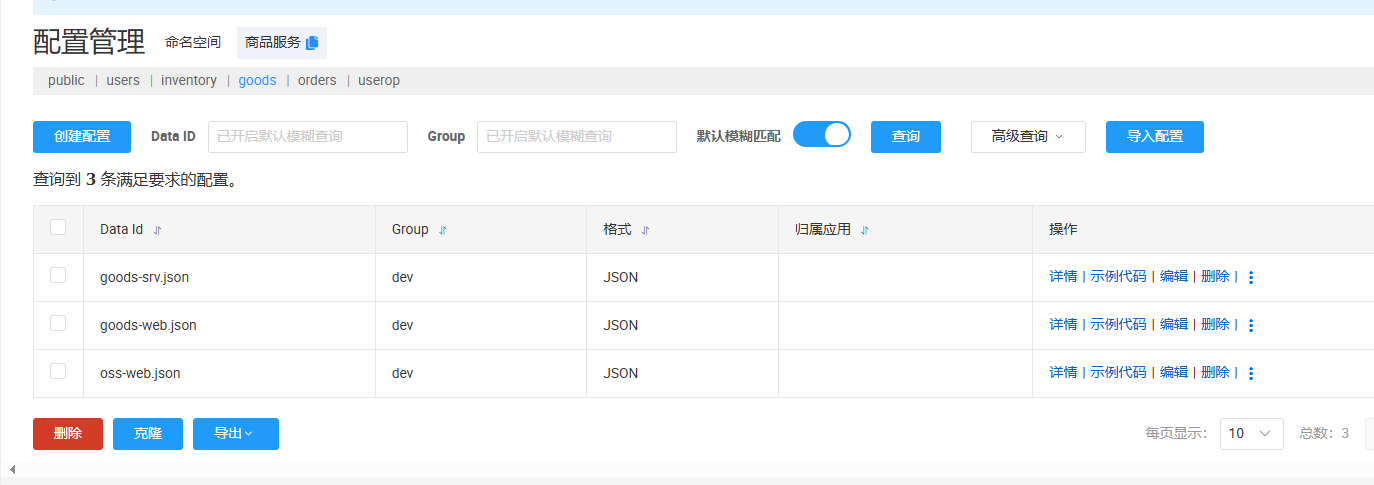 配置管理 命名空间 商品服务
public | users | inventory | goods | orders | userop
创建配置 Data ID 已开启默认模糊查询 Group 已开启默认模糊查询 默认模糊匹配 查询 高级查询 导入配置
查询到 3 条满足要求的配置。
Data Id Group 格式 归属应用 操作
goods-srv.json dev JSON 详情 | 示例代码 | 编辑 | 删除 |
goods-web.json dev JSON 详情 | 示例代码 | 编辑 | 删除 |
oss-web.json dev JSON 详情 | 示例代码 | 编辑 | 删除 |
删除 克隆 导出 每页显示： 10 总数：3